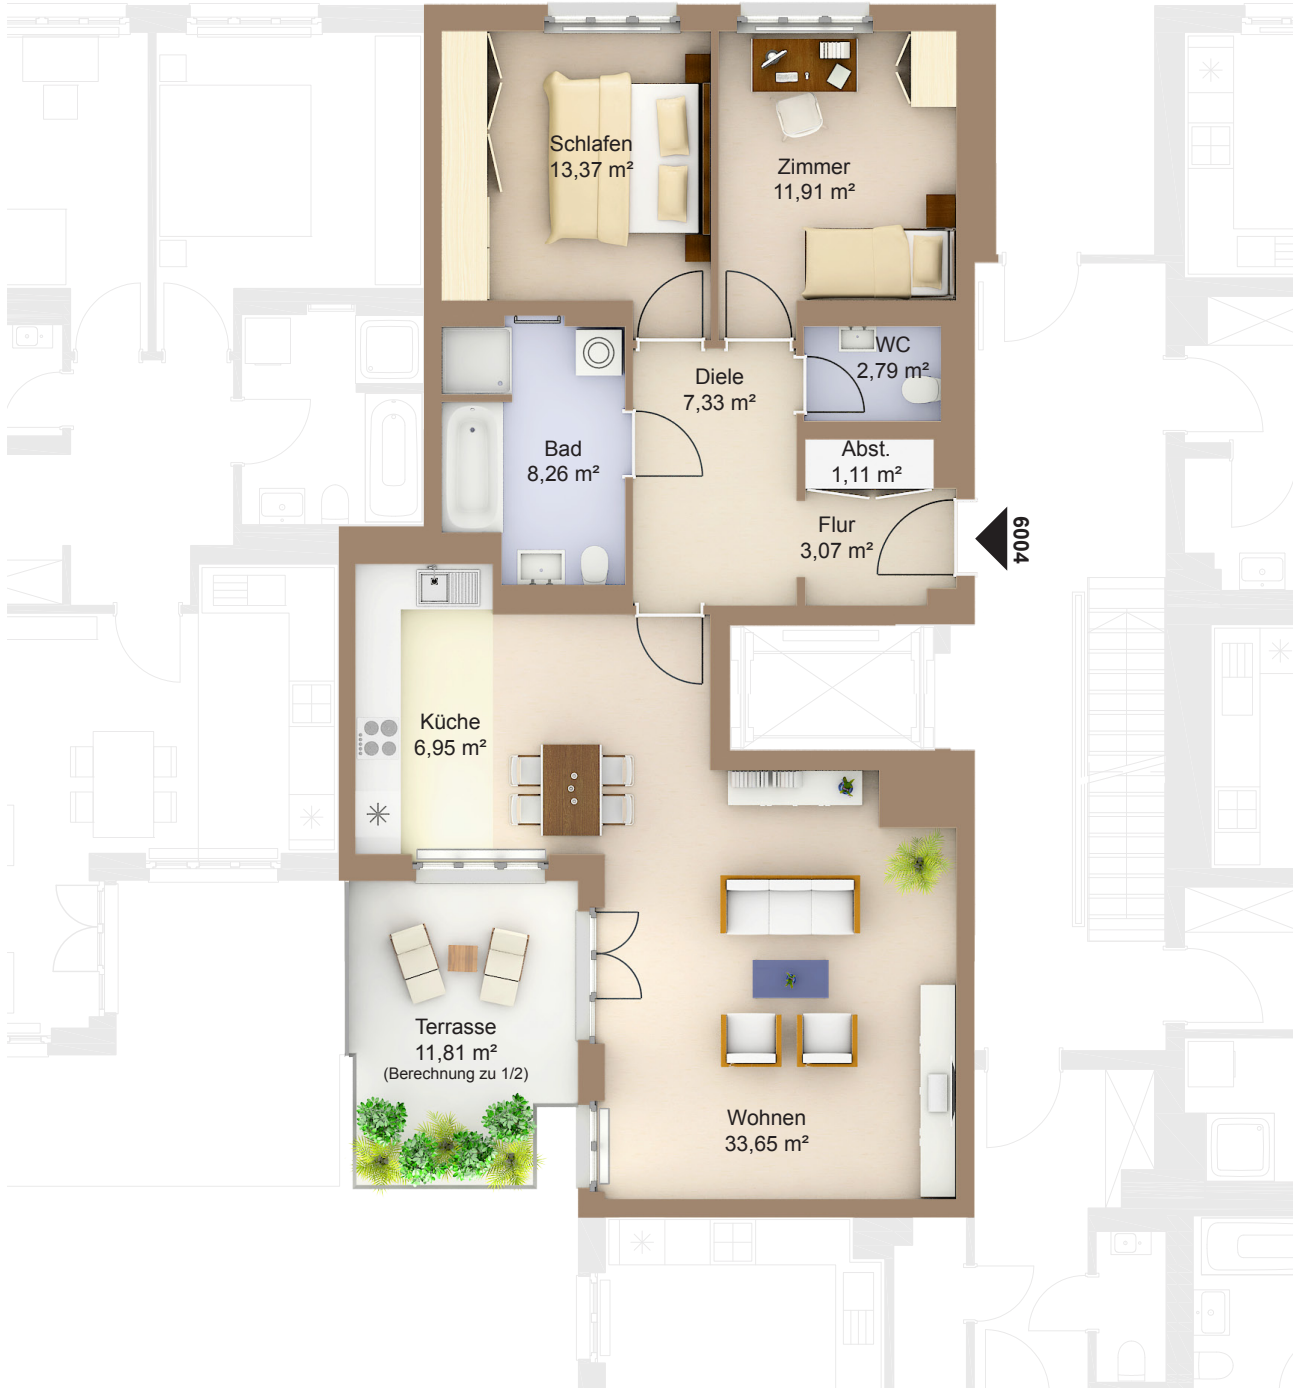 Schlafen
13,37 m²
Zimmer
11,91 m²
WC
2,79 m²
Diele
7,33 m²
Bad
8,26 m²
Abst.
1,11 m²
Flur
3,07 m²
6004
Küche
6,95 m²
Terrasse
11,81 m²
(Berechnung zu 1/2)
Wohnen
33,65 m²